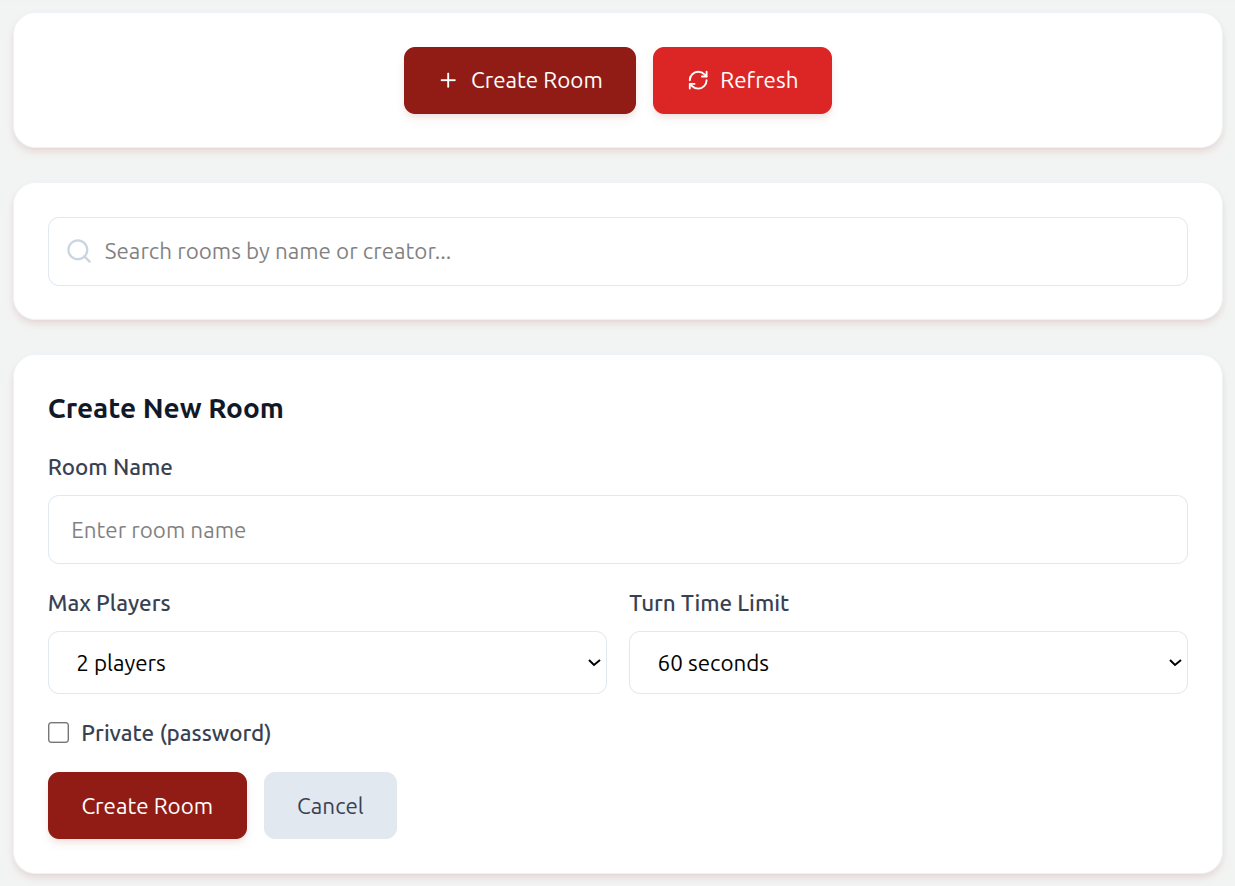 Create Room
Refresh
Search rooms by name or creator...
Create New Room
Room Name
Enter room name
Max Players
Turn Time Limit
2 players
60 seconds
Private (password)
Create Room
Cancel